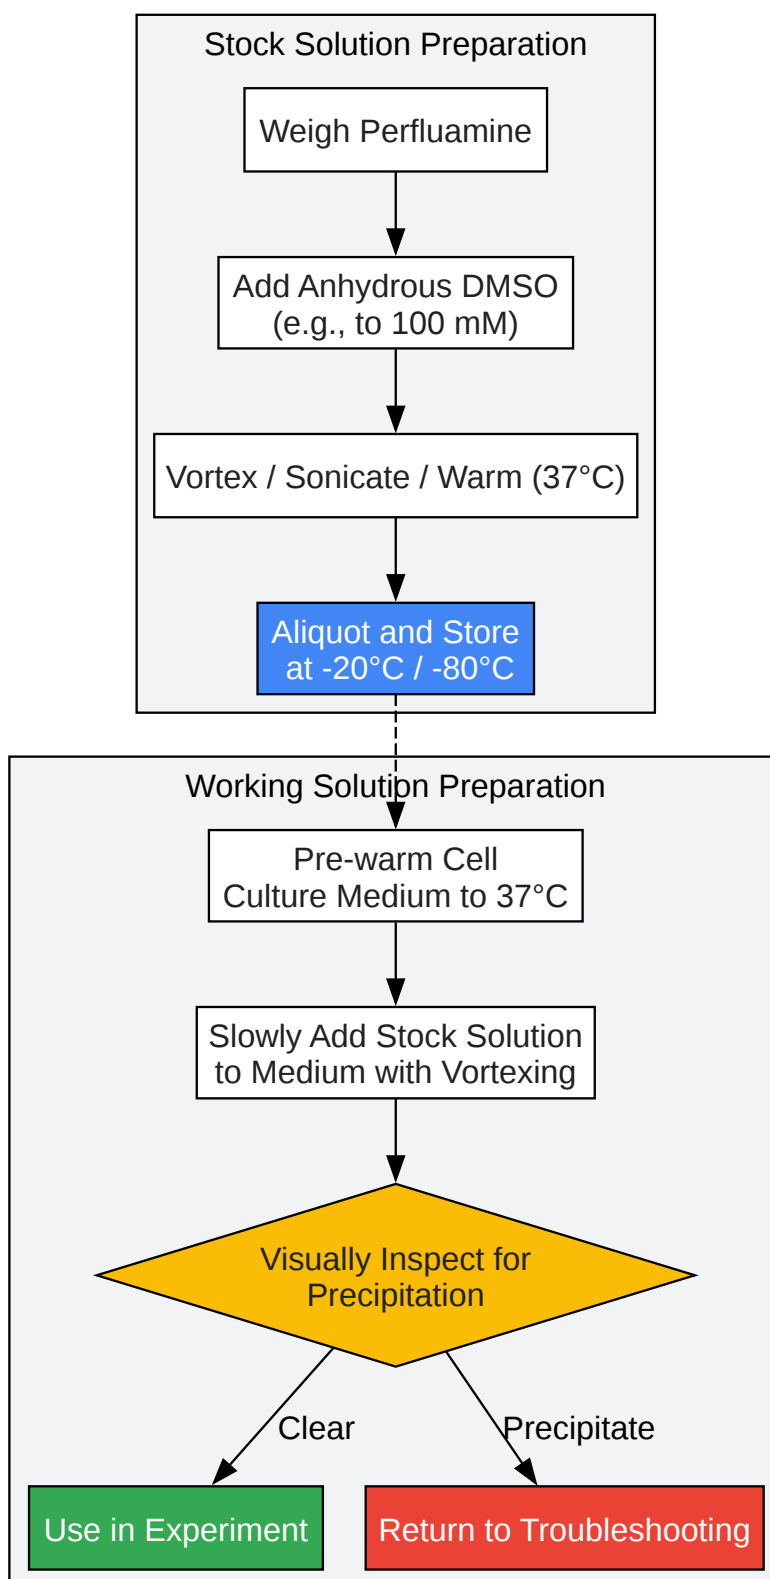 Stock Solution Preparation
Weigh Perfluamine
Add Anhydrous DMSO
(e.g., to 100 mM)
Vortex / Sonicate / Warm (37°C)
Aliquot and Store
at -20°C / -80°C
Working Solution Preparation
Pre-warm Cell
Culture Medium to 37°C
Slowly Add Stock Solution
to Medium with Vortexing
Visually Inspect for
Precipitation
Clear
Precipitate
Use in Experiment
Return to Troubleshooting